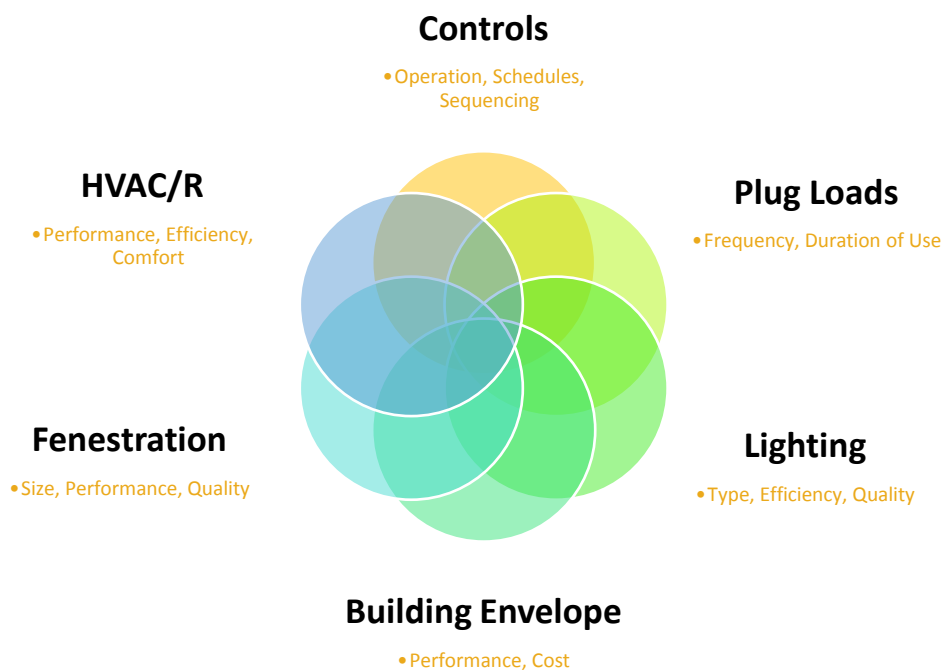 Controls
•Operation, Schedules,
Sequencing
HVAC/R
•Performance, Efficiency,
Comfort
Plug Loads
•Frequency, Duration of Use
Fenestration
•Size, Performance, Quality
Lighting
•Type, Efficiency, Quality
Building Envelope
•Performance, Cost